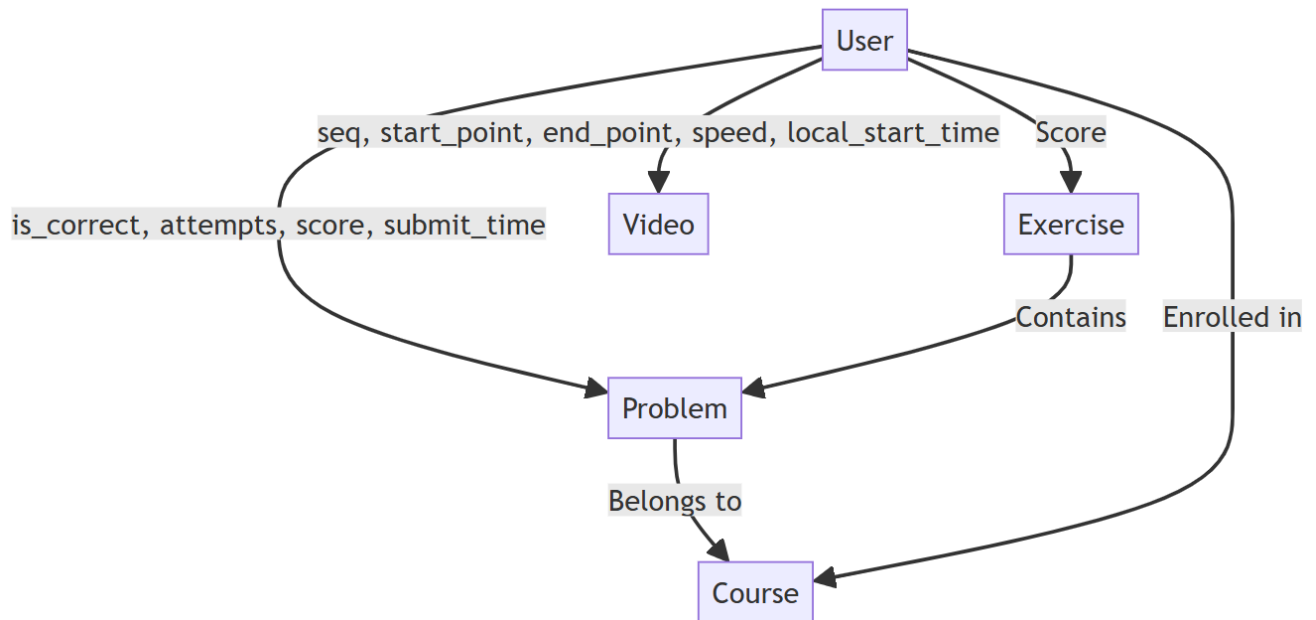 User
seq, start_point, end_point, speed, local_start_time
Score
is_correct, attempts, score, submit_time
Video
Exercise
Contains
Enrolled in
Problem
Belongs to
Course